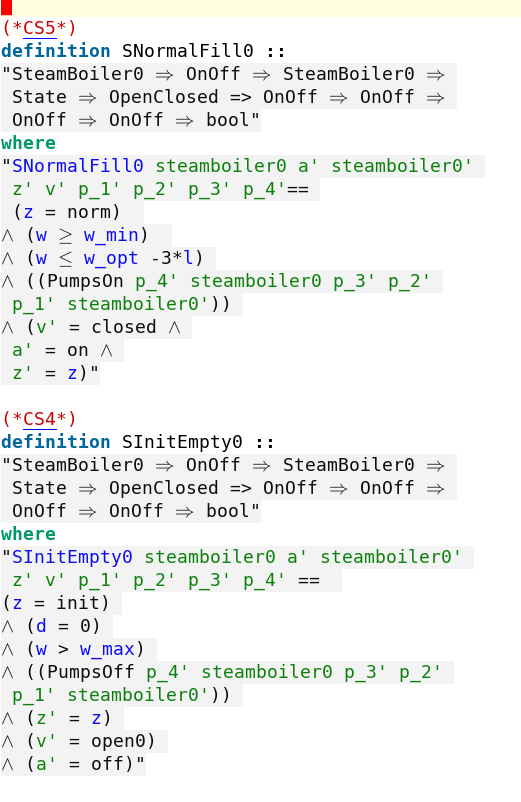 (*CS5*)
definition SNormalFill0 ::
"SteamBoiler0 ⇒ OnOff ⇒ SteamBoiler0 ⇒
State ⇒ OpenClosed => OnOff ⇒ OnOff ⇒
OnOff ⇒ OnOff ⇒ bool"
where
"SNormalFill0 steamboiler0 a' steamboiler0'
z' v' p_1' p_2' p_3' p_4'==
(z = norm)
∧ (w ≥ w_min)
∧ (w ≤ w_opt -3*l)
∧ ((PumpsOn p_4' steamboiler0 p_3' p_2'
p_1' steamboiler0'))
∧ (v' = closed ∧
a' = on ∧
z' = z)"
(*CS4*)
definition SInitEmpty0 ::
"SteamBoiler0 ⇒ OnOff ⇒ SteamBoiler0 ⇒
State ⇒ OpenClosed => OnOff ⇒ OnOff ⇒
OnOff ⇒ OnOff ⇒ bool"
where
"SInitEmpty0 steamboiler0 a' steamboiler0'
z' v' p_1' p_2' p_3' p_4' ==
(z = init)
∧ (d = 0)
∧ (w > w_max)
∧ ((PumpsOff p_4' steamboiler0 p_3' p_2'
p_1' steamboiler0'))
∧ (z' = z)
∧ (v' = open0)
∧ (a' = off)"